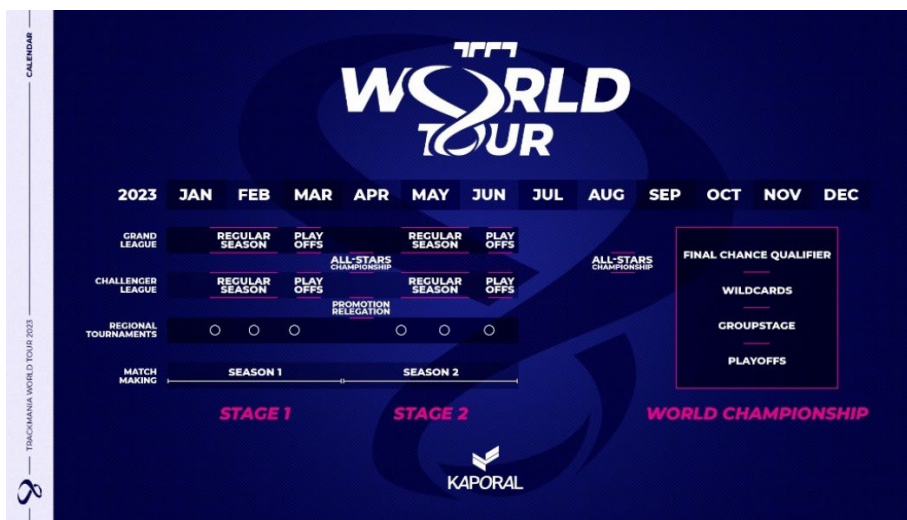 CALENDAR
TRACKMANIA WORLD TOUR 2023
WORLD
TOUR
2023 JAN FEB MAR APR MAY JUN JUL AUG SEP OCT NOV DEC
GRAND
LEAGUE
REGULAR
SEASON
PLAY
OFFS
REGULAR
SEASON
PLAY
OFFS
ALL-STARS
CHAMPIONSHIP
ALL-STARS
CHAMPIONSHIP
CHALLENGER
LEAGUE
REGULAR
SEASON
PLAY
OFFS
REGULAR
SEASON
PLAY
OFFS
PROMOTION
RELEGATION
REGIONAL
TOURNAMENTS
MATCH
MAKING
SEASON 1
SEASON 2
FINAL CHANCE QUALIFIER
WILDCARDS
GROUPSTAGE
PLAYOFFS
STAGE 1
STAGE 2
WORLD CHAMPIONSHIP
KAPORAL